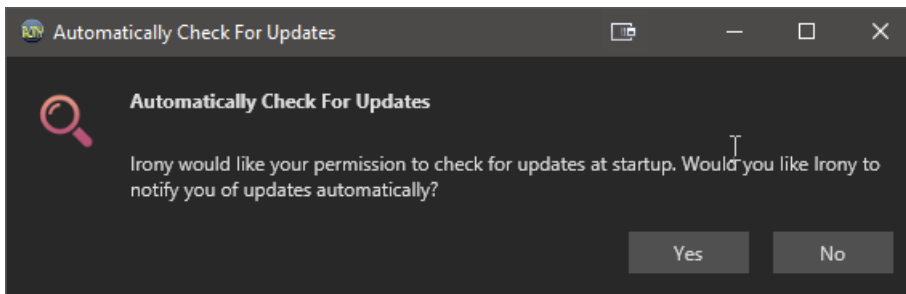 Automatically Check For Updates
Automatically Check For Updates
Irony would like your permission to check for updates at startup. Would you like Irony to
notify you of updates automatically?
Yes No